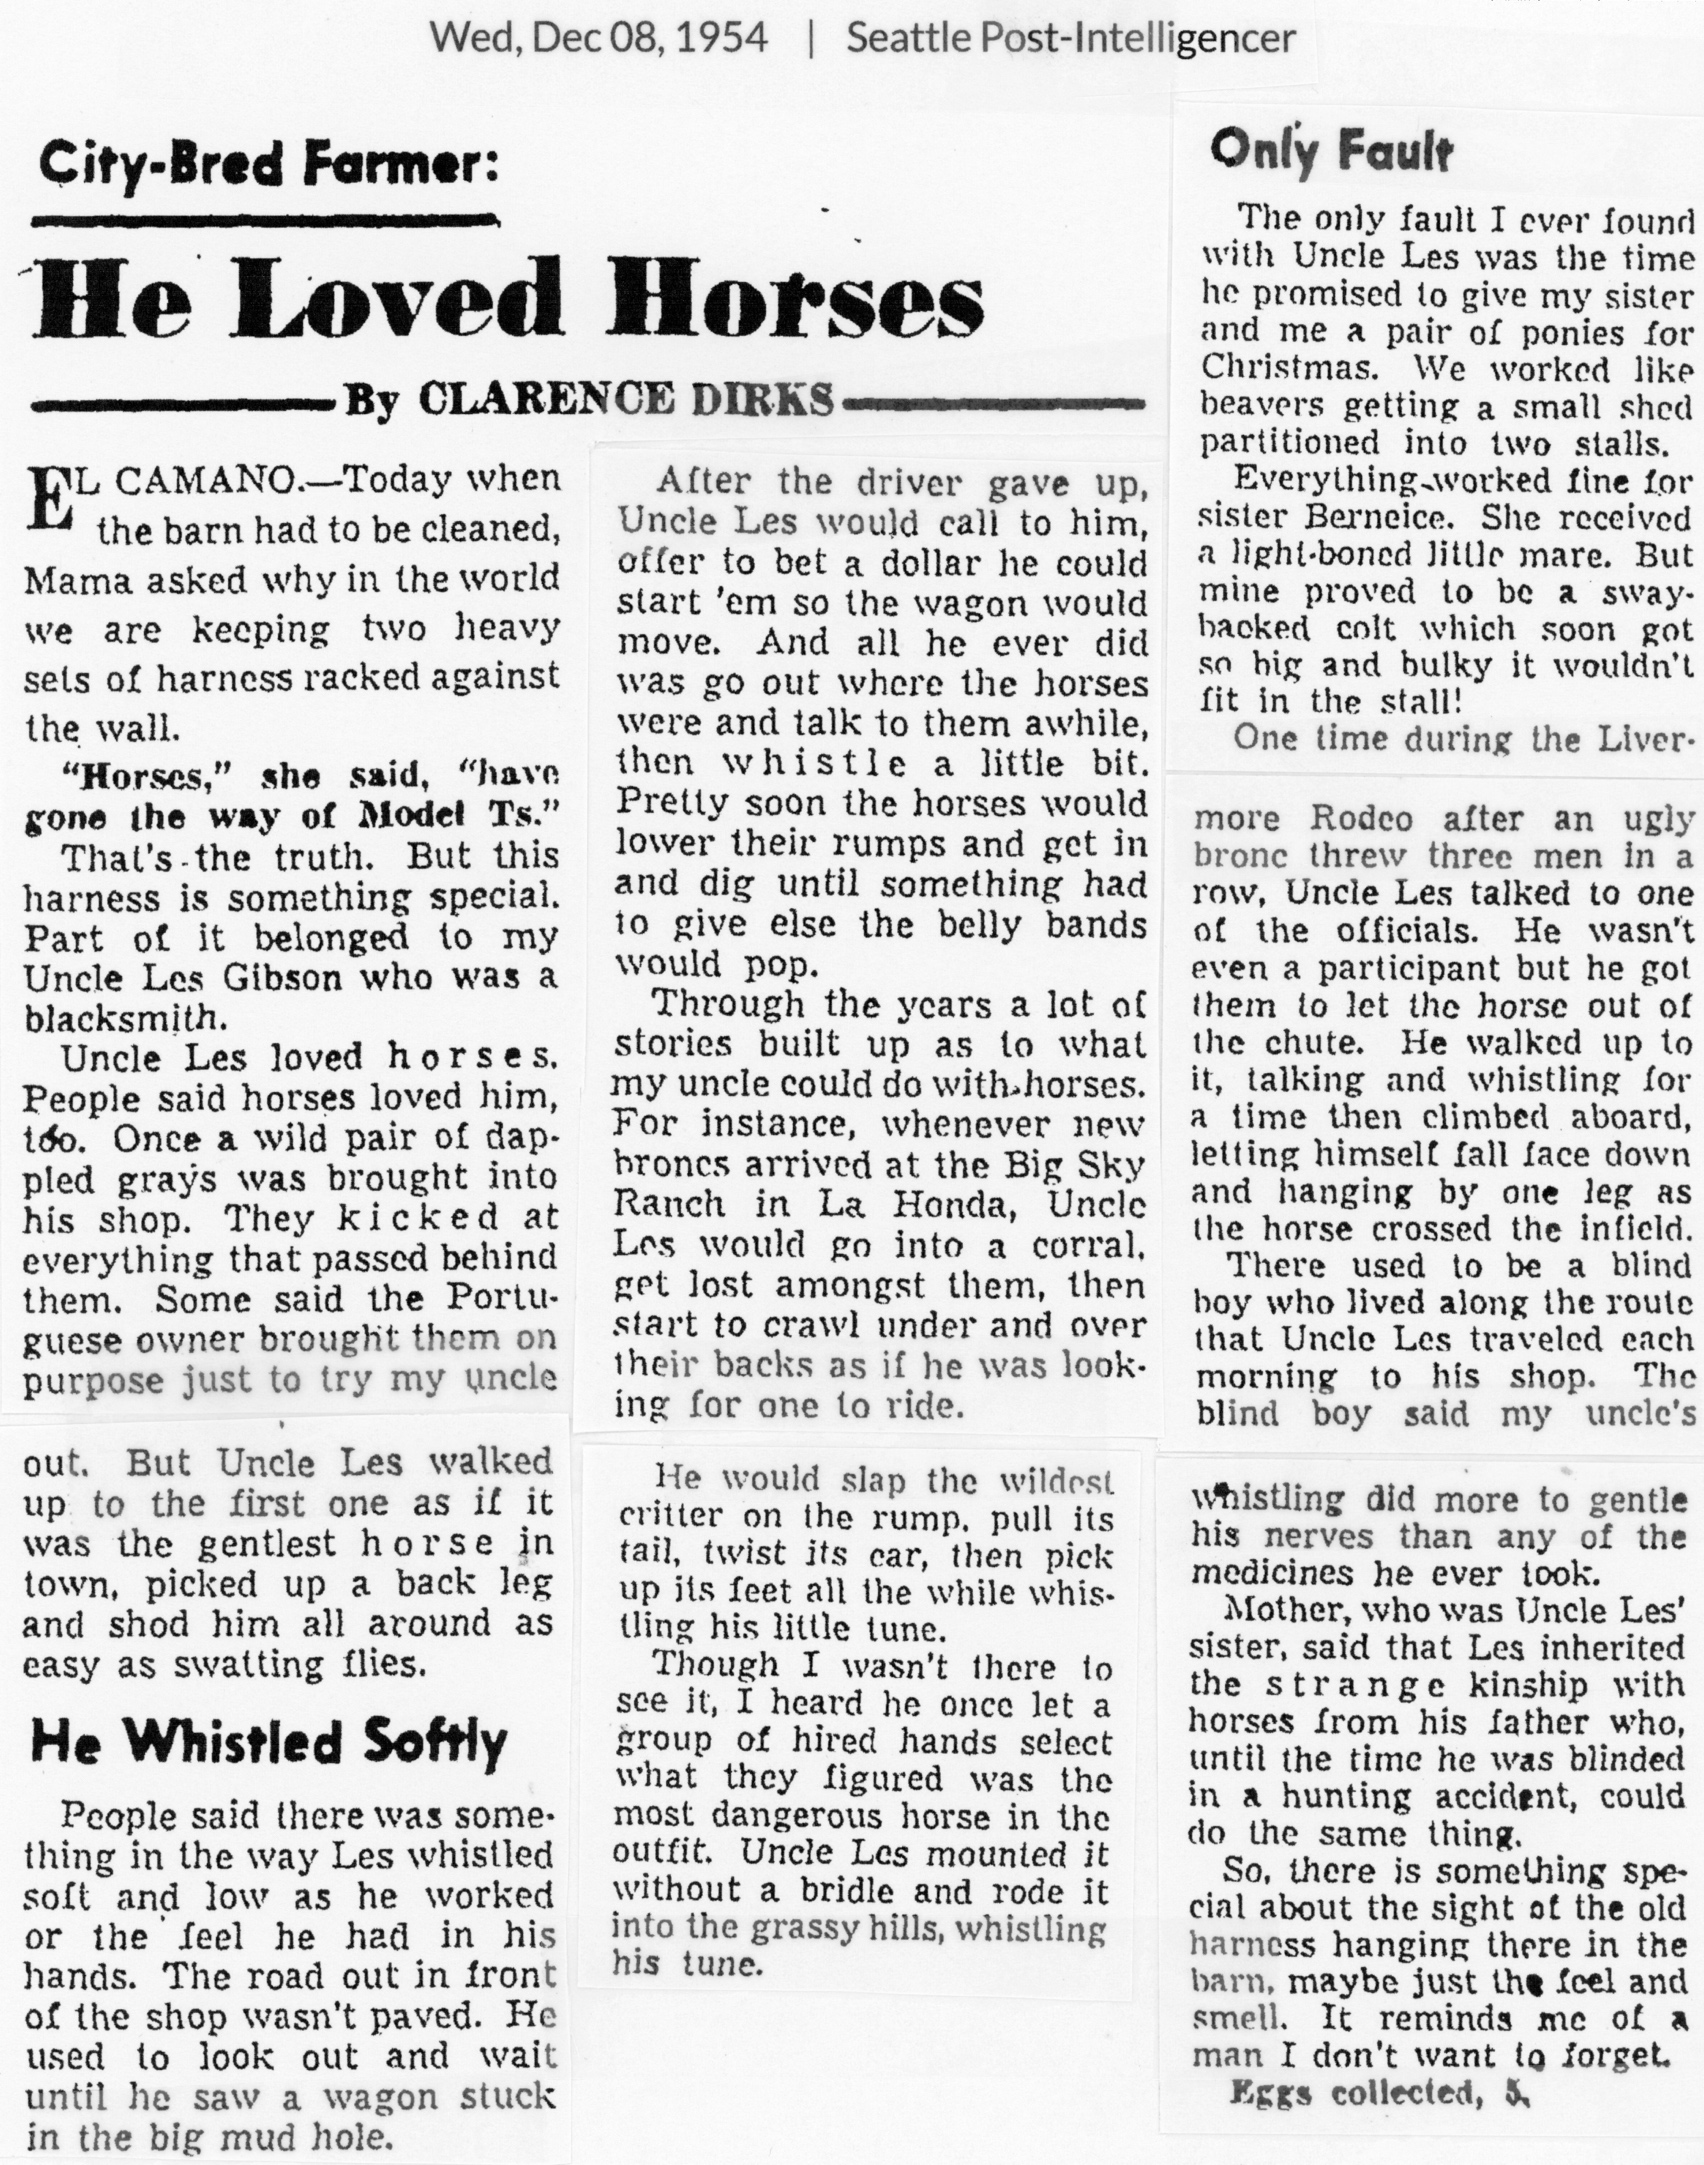 Wed, Dec 08, 1954 | Seattle Post-Intelligencer
City-Bred Farmer:
He Loved Horses
By CLARENCE DIRKS
EL CAMANO.—Today when
the barn had to be cleaned,
Mama asked why in the world
we are keeping two heavy
sets of harness racked against
the wall.
“Horses,” she said, “have
gone the way of Model Ts.”
That's the truth. But this
harness is something special.
Part of it belonged to my
Uncle Les Gibson who was a
blacksmith.
Uncle Les loved horses.
People said horses loved him,
too. Once a wild pair of dap-
pled grays was brought into
his shop. They kicked at
everything that passed behind
them. Some said the Portu-
guese owner brought them on
purpose just to try my uncle
out. But Uncle Les walked
up to the first one as if it
was the gentlest horse in
town, picked up a back leg
and shod him all around as
easy as swatting flies.
He Whistled Softly
People said there was some-
thing in the way Les whistled
soft and low as he worked
or the feel he had in his
hands. The road out in front
of the shop wasn't paved. He
used to look out and wait
until he saw a wagon stuck
in the big mud hole.
After the driver gave up,
Uncle Les would call to him,
offer to bet a dollar he could
start 'em so the wagon would
move. And all he ever did
was go out where the horses
were and talk to them awhile,
then whistle a little bit.
Pretty soon the horses would
lower their rumps and get in
and dig until something had
to give else the belly bands
would pop.
Through the years a lot of
stories built up as to what
my uncle could do with horses.
For instance, whenever new
broncs arrived at the Big Sky
Ranch in La Honda, Uncle
Les would go into a corral,
get lost amongst them, then
start to crawl under and over
their backs as if he was look-
ing for one to ride.
He would slap the wildest
critter on the rump, pull its
tail, twist its ear, then pick
up its feet all the while whis-
tling his little tune.
Though I wasn't there to
see it, I heard he once let a
group of hired hands select
what they figured was the
most dangerous horse in the
outfit. Uncle Les mounted it
without a bridle and rode it
into the grassy hills, whistling
his tune.
Only Fault
The only fault I ever found
with Uncle Les was the time
he promised to give my sister
and me a pair of ponies for
Christmas. We worked like
beavers getting a small shed
partitioned into two stalls.
Everything worked fine for
sister Berneice. She received
a light-boned little mare. But
mine proved to be a sway-
backed colt which soon got
so big and bulky it wouldn't
fit in the stall!
One time during the Liver-
more Rodeo after an ugly
bronc threw three men in a
row, Uncle Les talked to one
of the officials. He wasn't
even a participant but he got
them to let the horse out of
the chute. He walked up to
it, talking and whistling for
a time then climbed aboard,
letting himself fall face down
and hanging by one leg as
the horse crossed the infield.
There used to be a blind
boy who lived along the route
that Uncle Les traveled each
morning to his shop. The
blind boy said my uncle's
whistling did more to gentle
his nerves than any of the
medicines he ever took.
Mother, who was Uncle Les'
sister, said that Les inherited
the strange kinship with
horses from his father who,
until the time he was blinded
in a hunting accident, could
do the same thing.
So, there is something spe-
cial about the sight of the old
harness hanging there in the
barn, maybe just the feel and
smell. It reminds me of a
man I don't want to forget.
Eggs collected, 5.